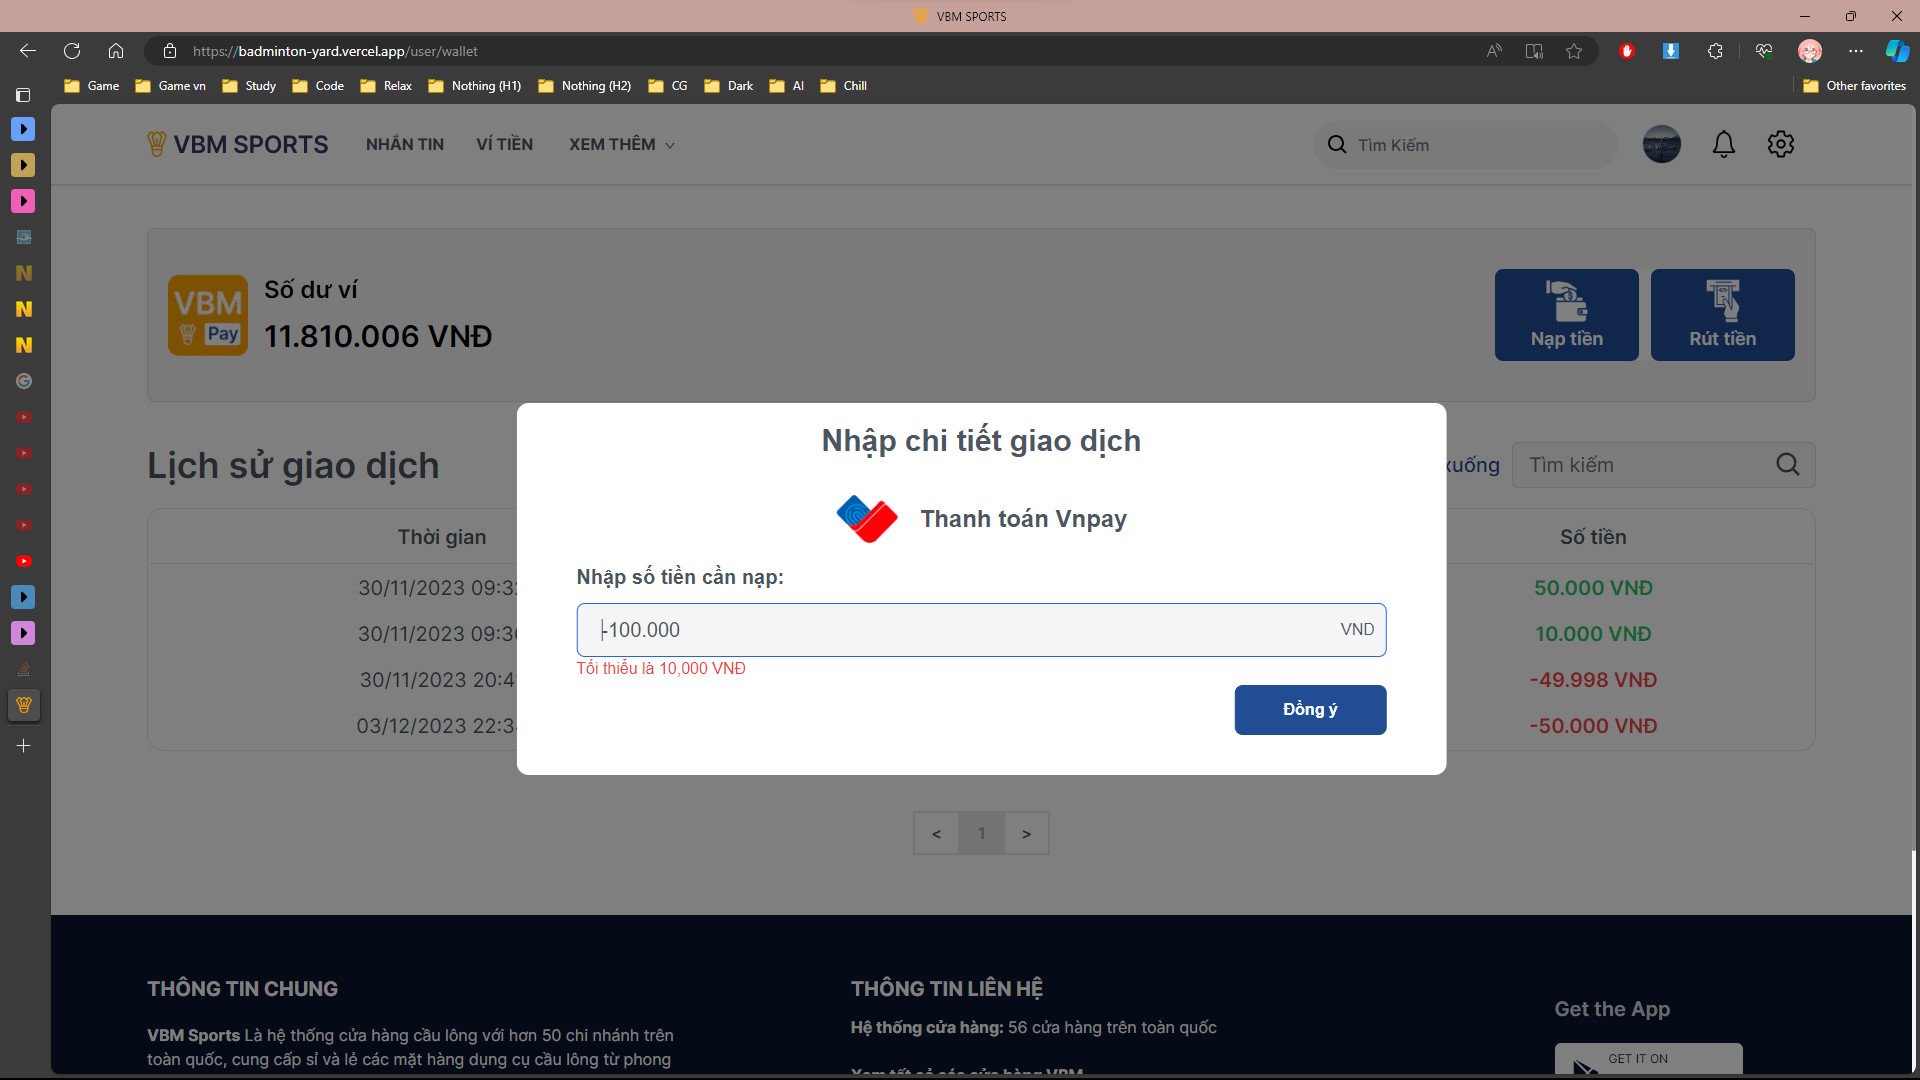 VBM SPORTS
https://badminton-yard.vercel.app/user/wallet
Game Game vn Study Code Relax Nothing (H1) Nothing (H2) CG Dark AI Chill Other favorites
VBM SPORTS NHẮN TIN VÍ TIỀN XEM THÊM Tìm Kiếm
VBM Pay
Số dư ví
11.810.006 VNĐ
Nạp tiền Rút tiền
Nhập chi tiết giao dịch
Thanh toán Vnpay
Nhập số tiền cần nạp:
-100.000 VND
Tối thiểu là 10,000 VNĐ
Đồng ý
Lịch sử giao dịch xuống Tìm kiếm
Thời gian Số tiền
30/11/2023 09:3 50.000 VNĐ
30/11/2023 09:3 10.000 VNĐ
30/11/2023 20:4 -49.998 VNĐ
03/12/2023 22:3 -50.000 VNĐ
< 1 >
THÔNG TIN CHUNG
VBM Sports Là hệ thống cửa hàng cầu lông với hơn 50 chi nhánh trên
toàn quốc, cung cấp sỉ và lẻ các mặt hàng dụng cụ cầu lông từ phong
THÔNG TIN LIÊN HỆ
Hệ thống cửa hàng: 56 cửa hàng trên toàn quốc
Xem tất cả các cửa hàng VBM
Get the App
GET IT ON